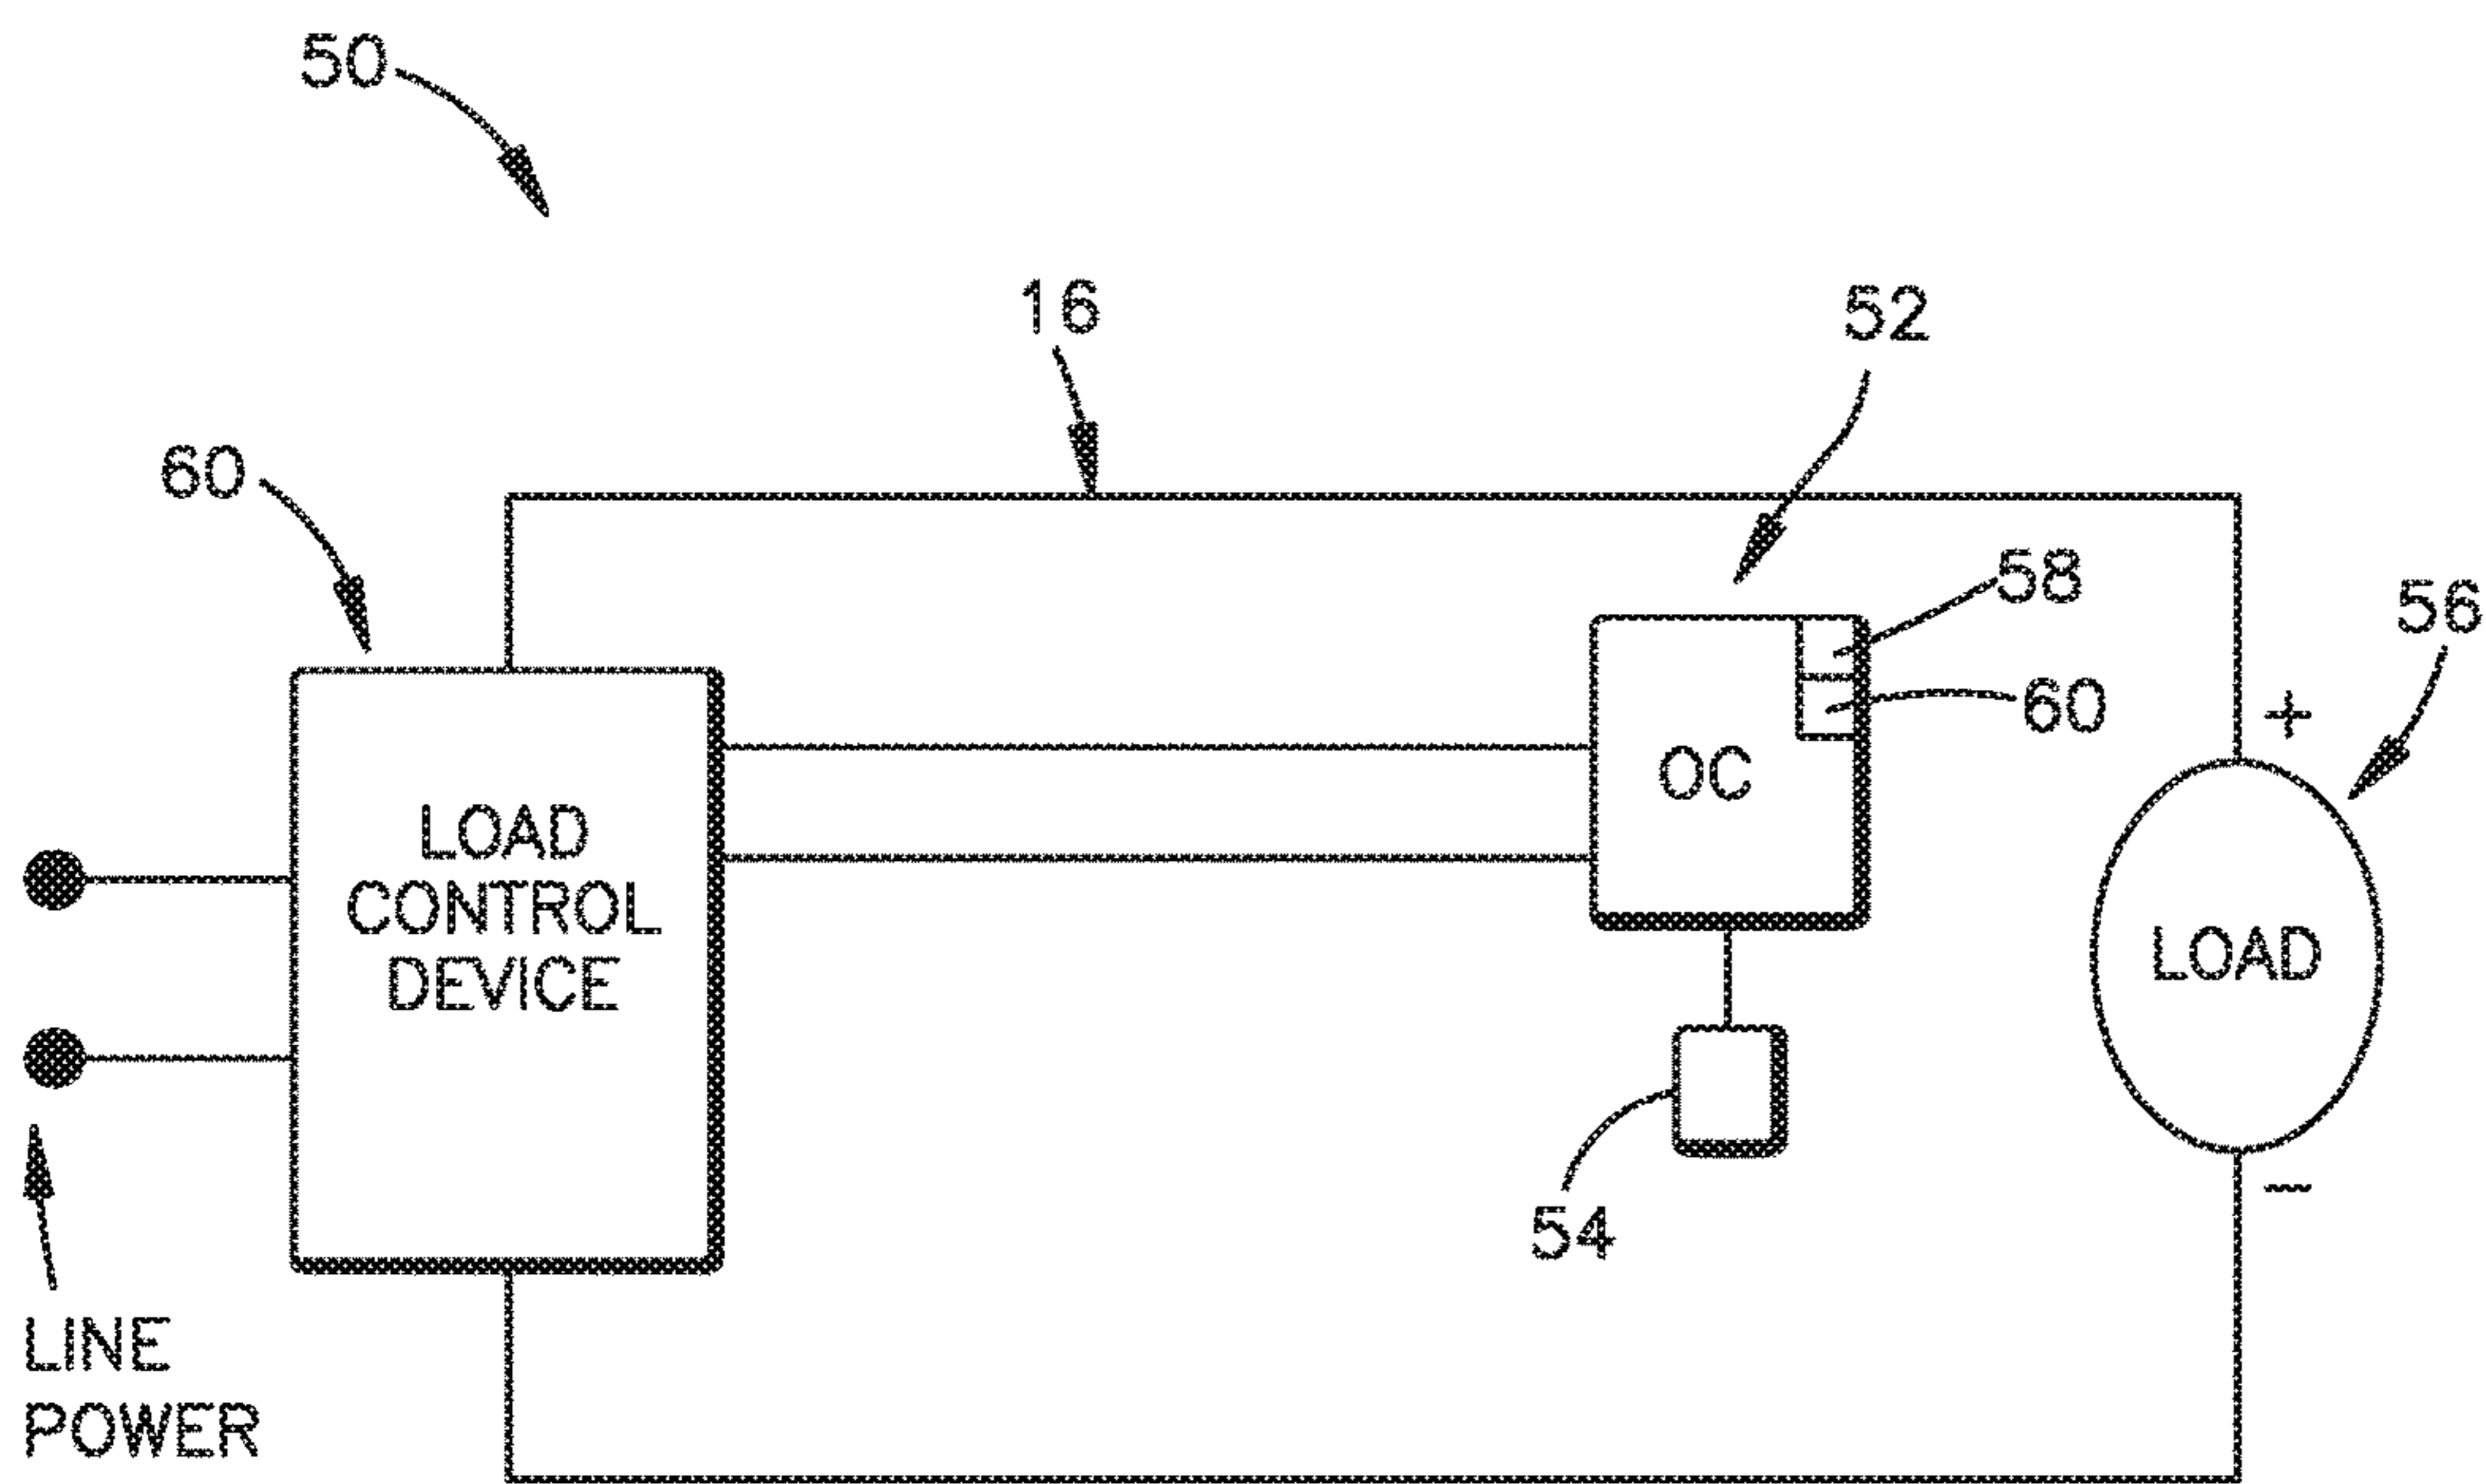 50
16
52
60
58
56
60
+
OC
LOAD
CONTROL
DEVICE
LOAD
−
54
LINE
POWER